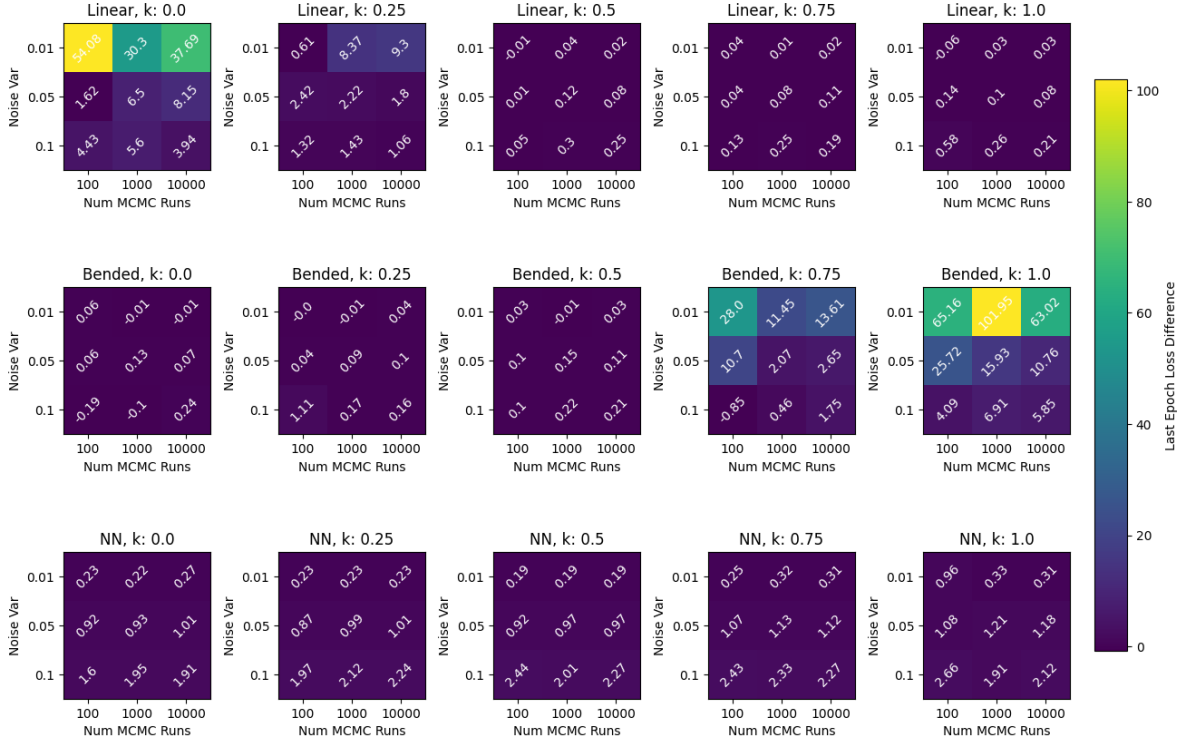 Linear, k: 0.0 Linear, k: 0.25 Linear, k: 0.5 Linear, k: 0.75 Linear, k: 1.0
0.01 54.08 30.3 37.69 0.01 0.61 8.37 9.3 0.01 -0.01 0.04 0.02 0.01 0.04 0.01 0.02 0.01 -0.06 0.03 0.03
Noise Var 0.05 1.62 6.5 8.15 Noise Var 0.05 2.42 2.22 1.8 Noise Var 0.05 0.01 0.12 0.08 Noise Var 0.05 0.04 0.08 0.11 Noise Var 0.05 0.14 0.1 0.08
0.1 4.43 5.6 3.94 0.1 1.32 1.43 1.06 0.1 0.05 0.3 0.25 0.1 0.13 0.25 0.19 0.1 0.58 0.26 0.21
100 1000 10000 100 1000 10000 100 1000 10000 100 1000 10000 100 1000 10000
Num MCMC Runs Num MCMC Runs Num MCMC Runs Num MCMC Runs Num MCMC Runs
Bended, k: 0.0 Bended, k: 0.25 Bended, k: 0.5 Bended, k: 0.75 Bended, k: 1.0
0.01 0.06 -0.01 -0.01 0.01 -0.0 -0.01 0.04 0.01 0.03 -0.01 0.03 0.01 28.0 11.45 13.61 0.01 65.16 101.95 63.02
Noise Var 0.05 0.06 0.13 0.07 Noise Var 0.05 0.04 0.09 0.1 Noise Var 0.05 0.1 0.15 0.11 Noise Var 0.05 10.7 2.07 2.65 Noise Var 0.05 25.72 15.93 10.76
0.1 -0.19 -0.1 0.24 0.1 1.11 0.17 0.16 0.1 0.1 0.22 0.21 0.1 -0.85 0.46 1.75 0.1 4.09 6.91 5.85
100 1000 10000 100 1000 10000 100 1000 10000 100 1000 10000 100 1000 10000
Num MCMC Runs Num MCMC Runs Num MCMC Runs Num MCMC Runs Num MCMC Runs
NN, k: 0.0 NN, k: 0.25 NN, k: 0.5 NN, k: 0.75 NN, k: 1.0
0.01 0.23 0.22 0.27 0.01 0.23 0.23 0.23 0.01 0.19 0.19 0.19 0.01 0.25 0.32 0.31 0.01 0.96 0.33 0.31
Noise Var 0.05 0.92 0.93 1.01 Noise Var 0.05 0.87 0.99 1.01 Noise Var 0.05 0.92 0.97 0.97 Noise Var 0.05 1.07 1.13 1.12 Noise Var 0.05 1.08 1.21 1.18
0.1 1.6 1.95 1.91 0.1 1.97 2.12 2.24 0.1 2.44 2.01 2.27 0.1 2.43 2.33 2.27 0.1 2.66 1.91 2.12
100 1000 10000 100 1000 10000 100 1000 10000 100 1000 10000 100 1000 10000
Num MCMC Runs Num MCMC Runs Num MCMC Runs Num MCMC Runs Num MCMC Runs
100
80
60
40
20
0
Last Epoch Loss Difference